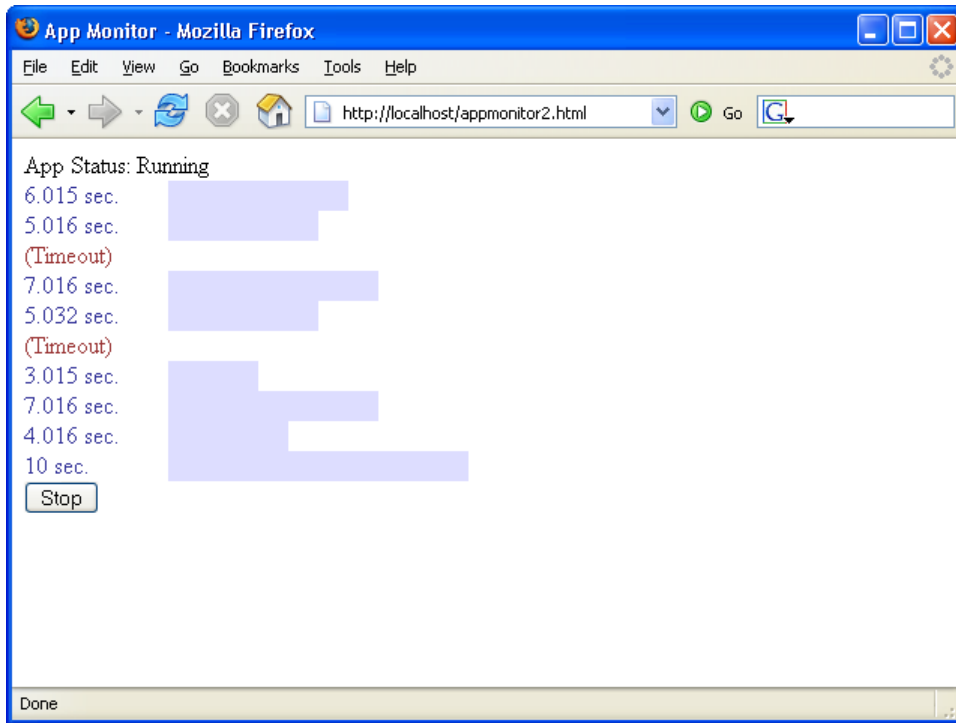 App Monitor - Mozilla Firefox
File Edit View Go Bookmarks Tools Help
http://localhost/appmonitor2.html Go G
App Status: Running
6.015 sec.
5.016 sec.
(Timeout)
7.016 sec.
5.032 sec.
(Timeout)
3.015 sec.
7.016 sec.
4.016 sec.
10 sec.
Stop
Done